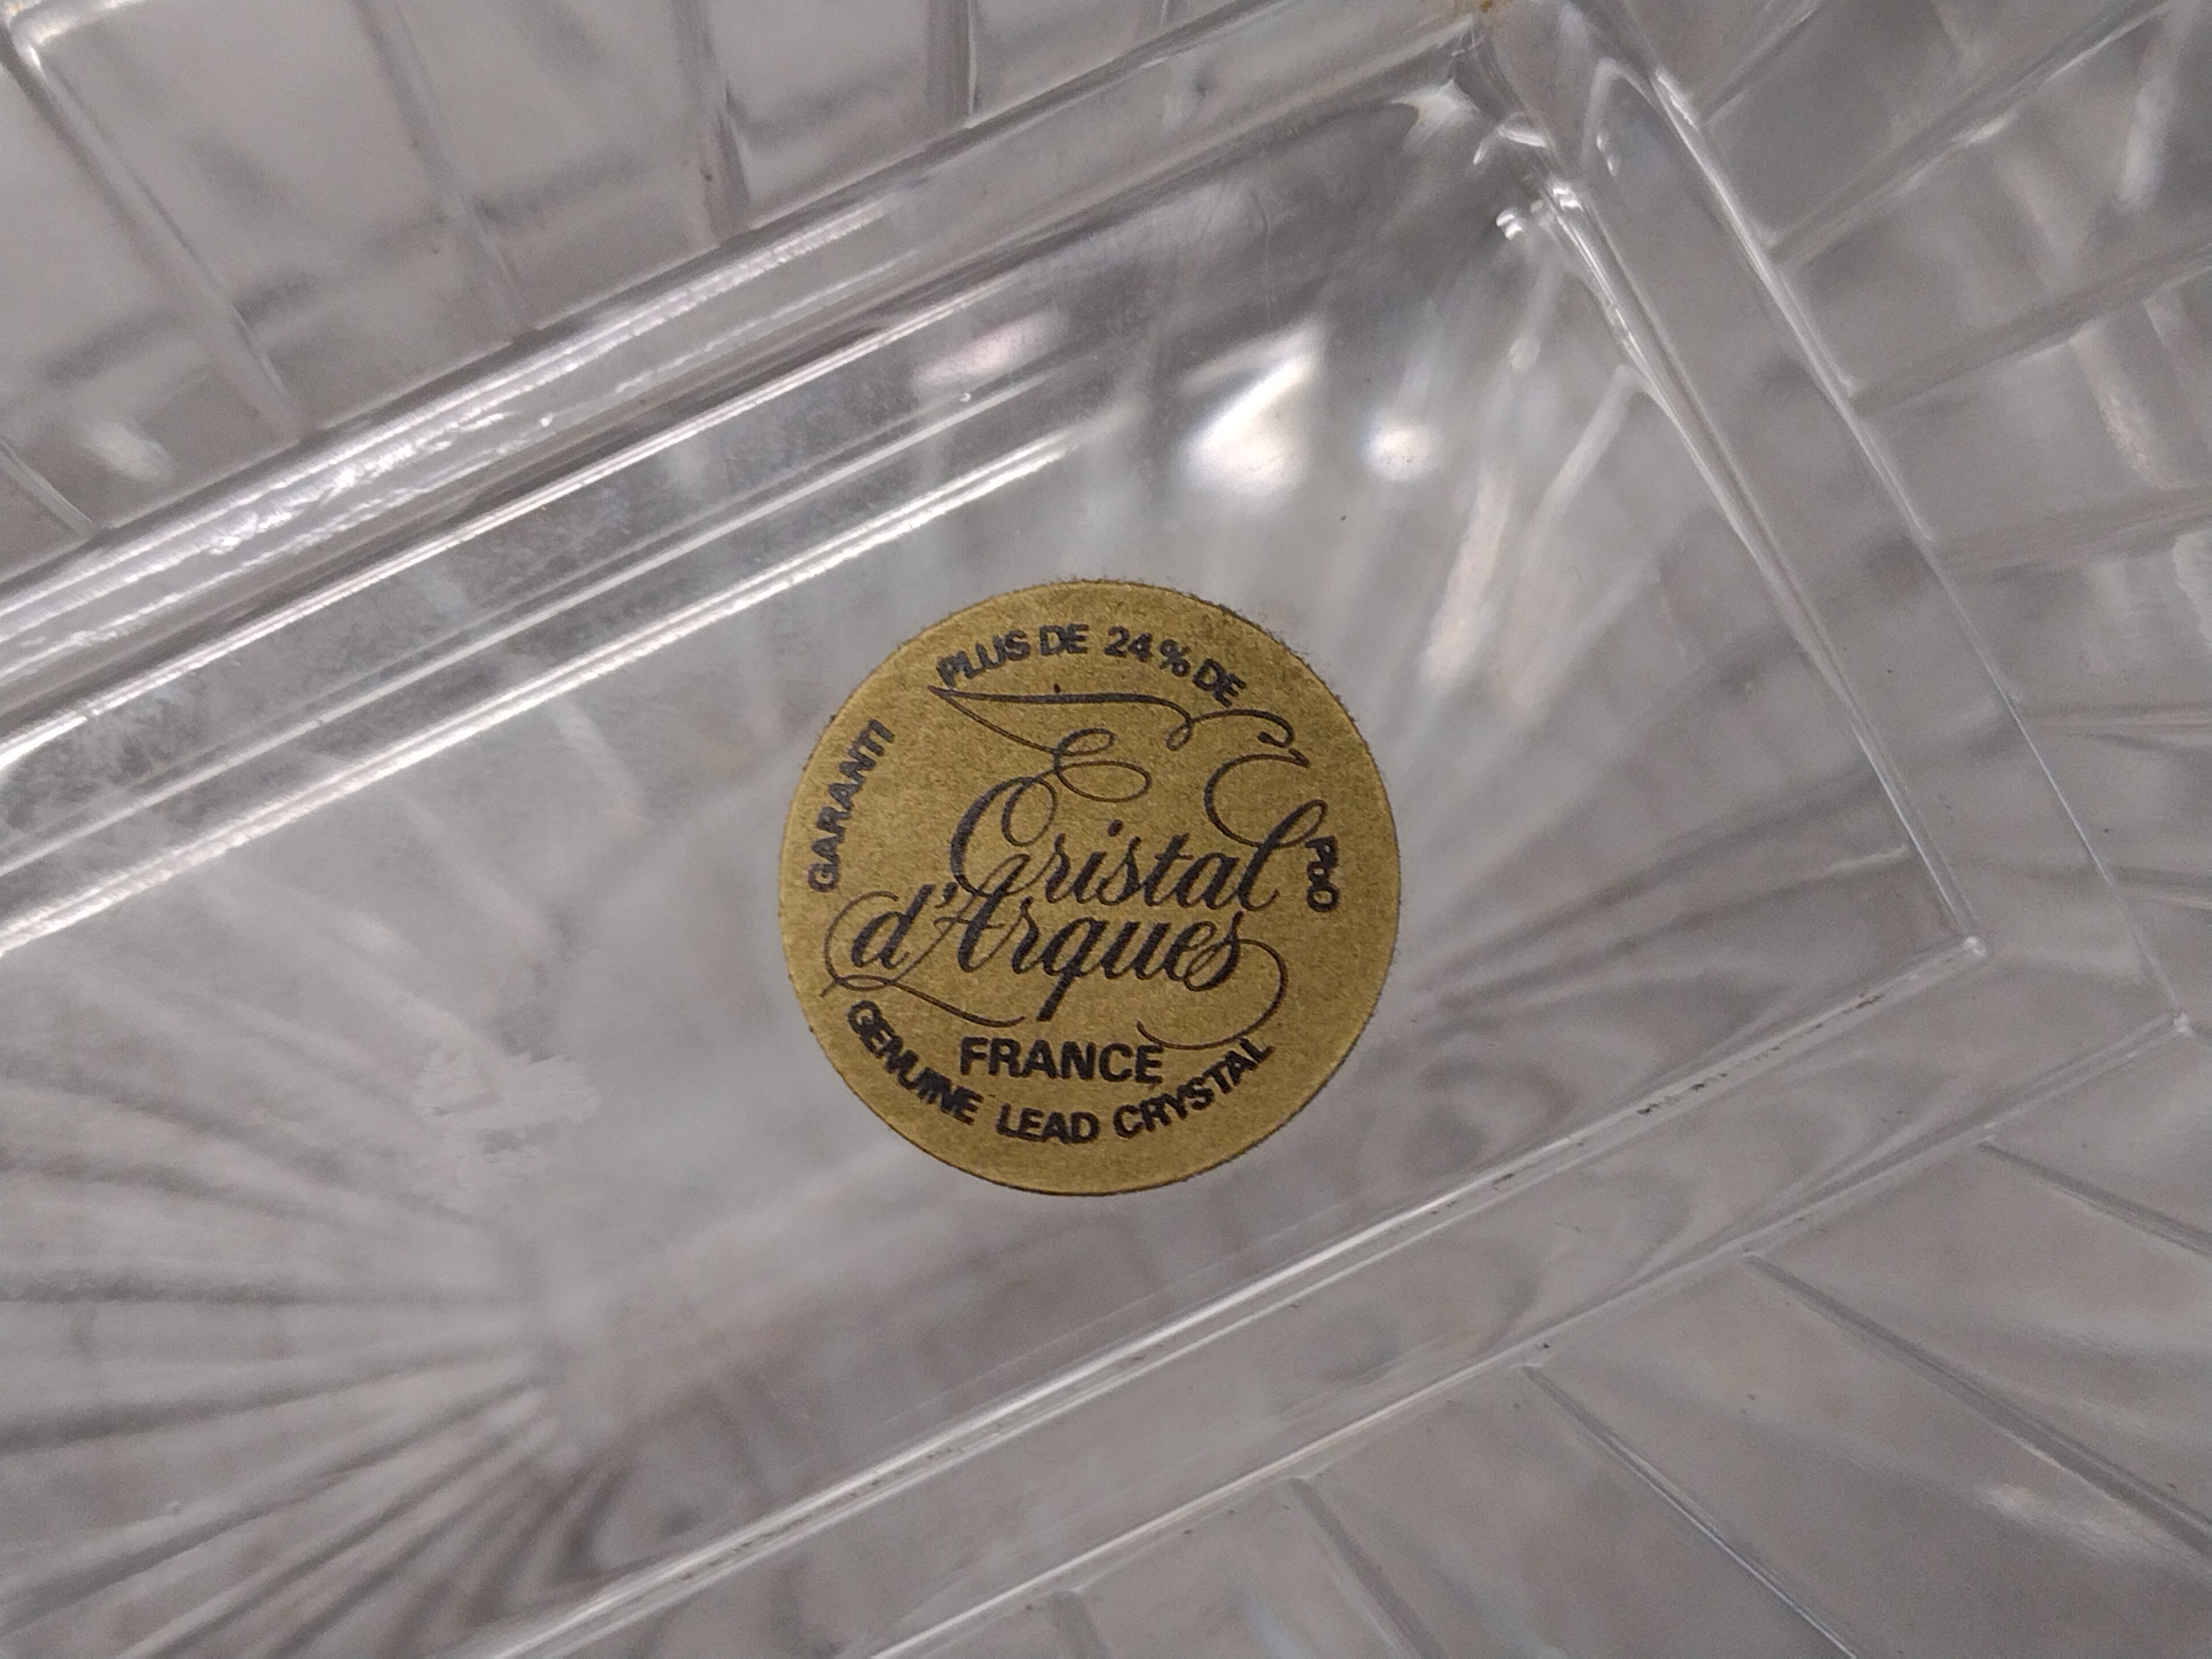 GARANTI PLUS DE 24% DE PbO
Cristal
d'Arques
FRANCE
GENUINE LEAD CRYSTAL